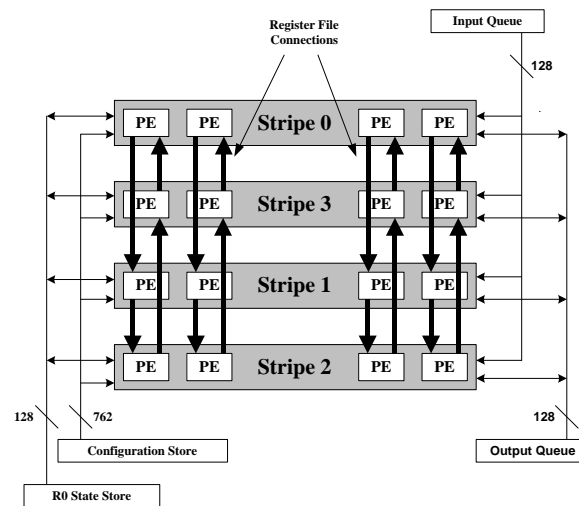 Register File
Connections
Input Queue
128
PE PE Stripe 0 PE PE
PE PE Stripe 3 PE PE
PE PE Stripe 1 PE PE
PE PE Stripe 2 PE PE
128 762 128
Configuration Store
Output Queue
R0 State Store